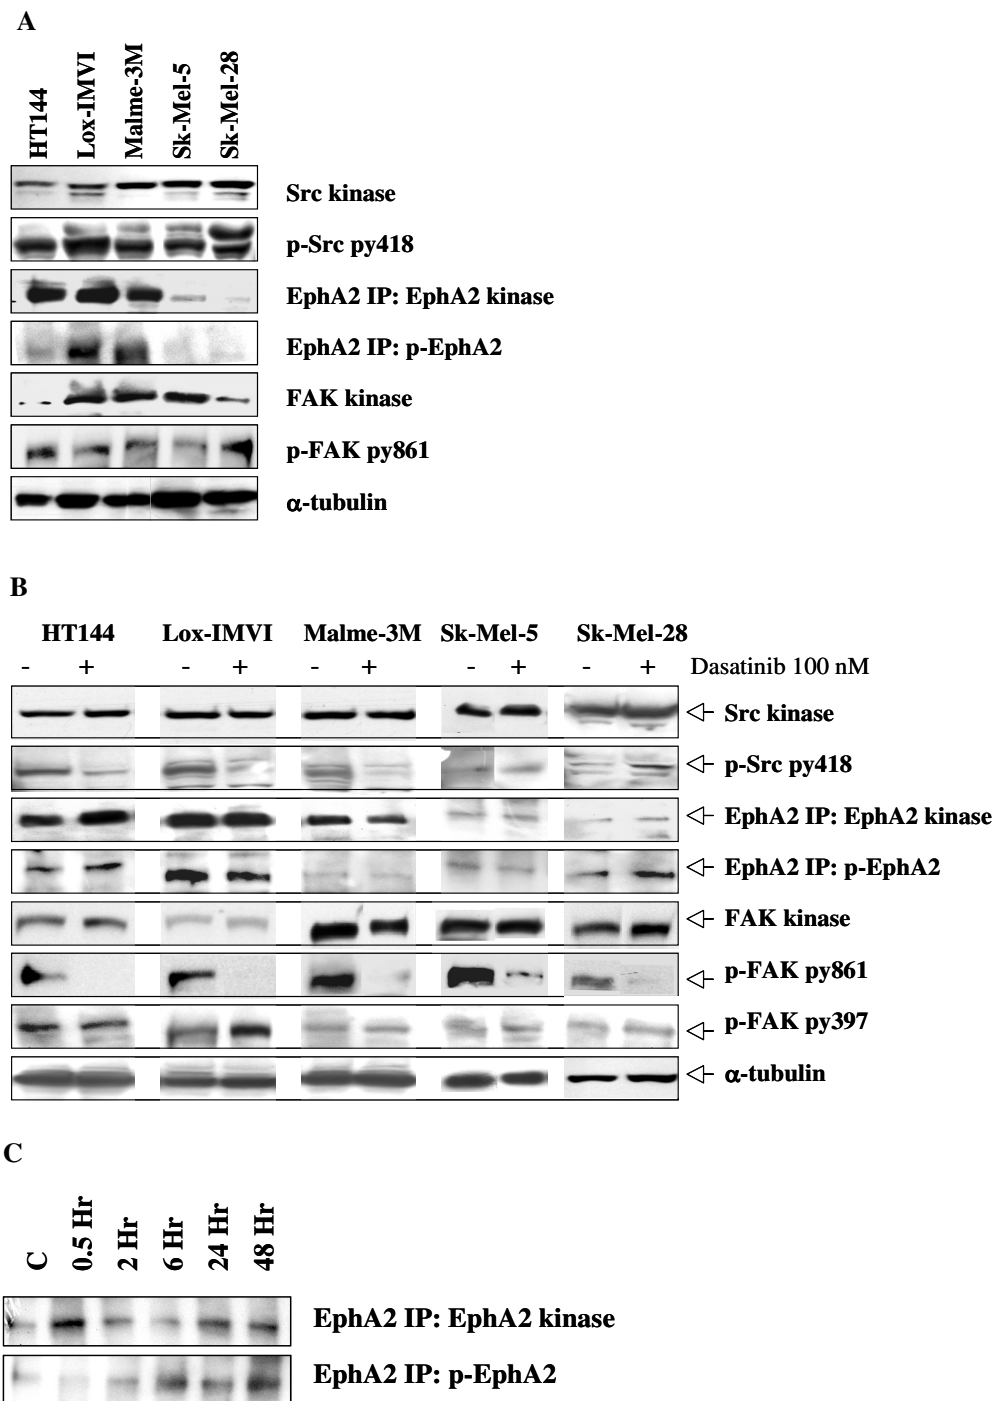 A
HT144
Lox-IMVI
Malme-3M
Sk-Mel-5
Sk-Mel-28
Src kinase
p-Src py418
EphA2 IP: EphA2 kinase
EphA2 IP: p-EphA2
FAK kinase
p-FAK py861
α-tubulin
B
HT144 Lox-IMVI Malme-3M Sk-Mel-5 Sk-Mel-28
- + - + - + - + - + Dasatinib 100 nM
Src kinase
p-Src py418
EphA2 IP: EphA2 kinase
EphA2 IP: p-EphA2
FAK kinase
p-FAK py861
p-FAK py397
α-tubulin
C
C
0.5 Hr
2 Hr
6 Hr
24 Hr
48 Hr
EphA2 IP: EphA2 kinase
EphA2 IP: p-EphA2